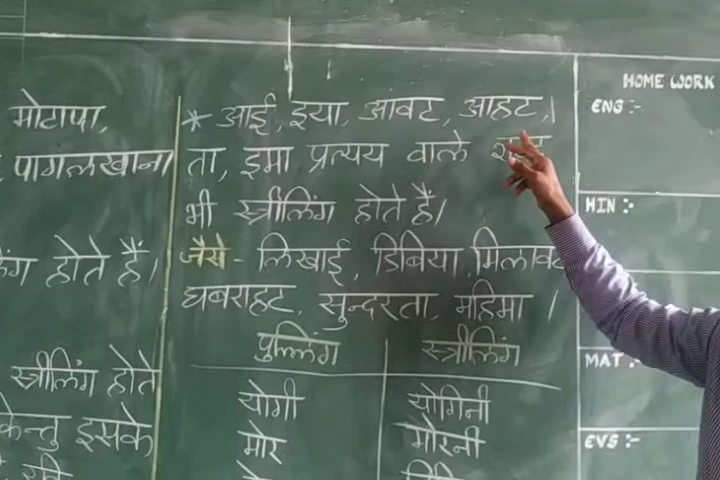 मोटापा,
पागलखाना।
होते हैं।
स्त्रीलिंग होते
इसके
* आई, इया, आवट, आहट,।
ता, इमा प्रत्यय वाले
भी स्त्रीलिंग होते हैं।
जैसे - लिखाई, डिबिया, मिलावट
घबराहट, सुन्दरता, महिमा ।
पुल्लिंग स्त्रीलिंग
योगी योगिनी
मोर मोरनी
HOME WORK
ENG :-
HIN :-
MAT :-
EVS :-